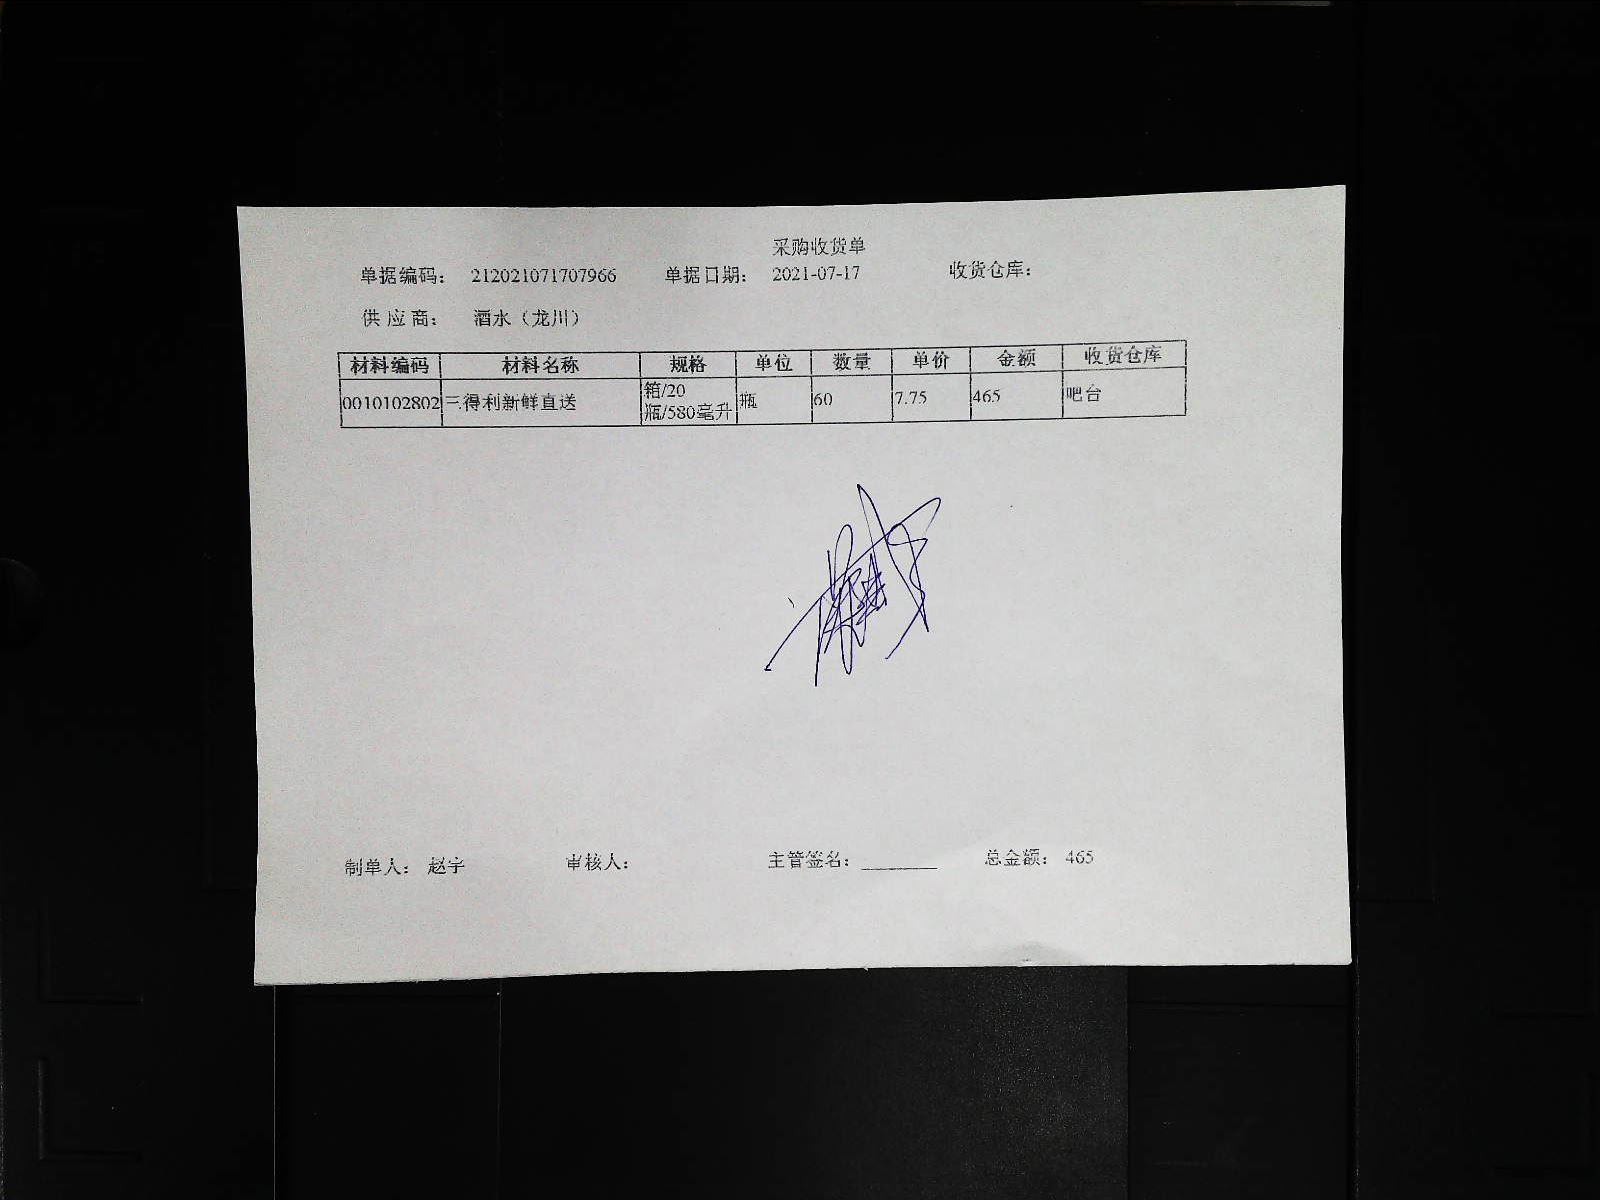 采购收货单
单据编码： 212021071707966 单据日期： 2021-07-17 收货仓库：
供 应 商： 酒水（龙川）
材料编码 材料名称 规格 单位 数量 单价 金额 收货仓库
0010102802 三得利新鲜直送 箱/20瓶/580毫升 瓶 60 7.75 465 吧台
制单人： 赵宇 审核人： 主管签名：________ 总金额： 465